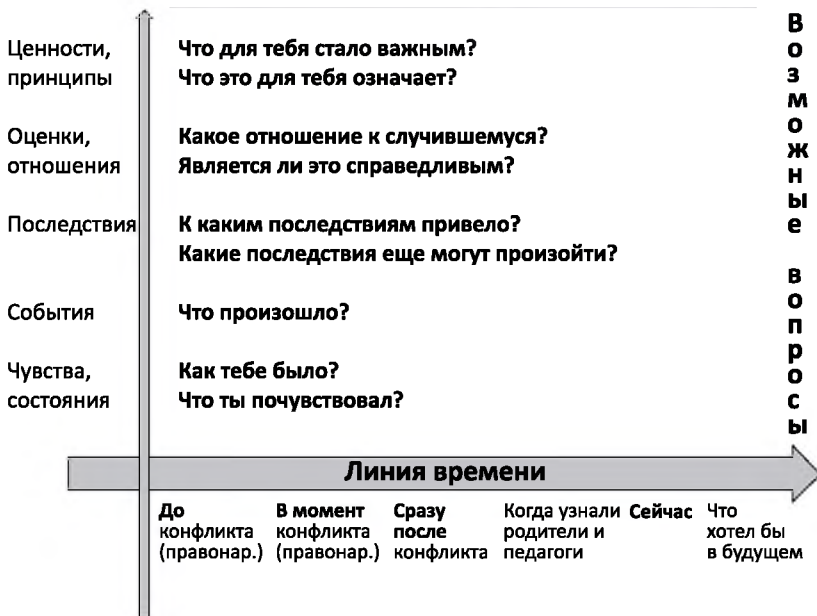 Ценности,
принципы
Что для тебя стало важным?
Что это для тебя означает?
Оценки,
отношения
Какое отношение к случившемуся?
Является ли это справедливым?
Последствия
К каким последствиям привело?
Какие последствия еще могут произойти?
События
Что произошло?
Чувства,
состояния
Как тебе было?
Что ты почувствовал?
Возможные вопросы
Линия времени
До
конфликта
(правонар.)
В момент
конфликта
(правонар.)
Сразу
после
конфликта
Когда узнали
родители и
педагоги
Сейчас
Что
хотел бы
в будущем